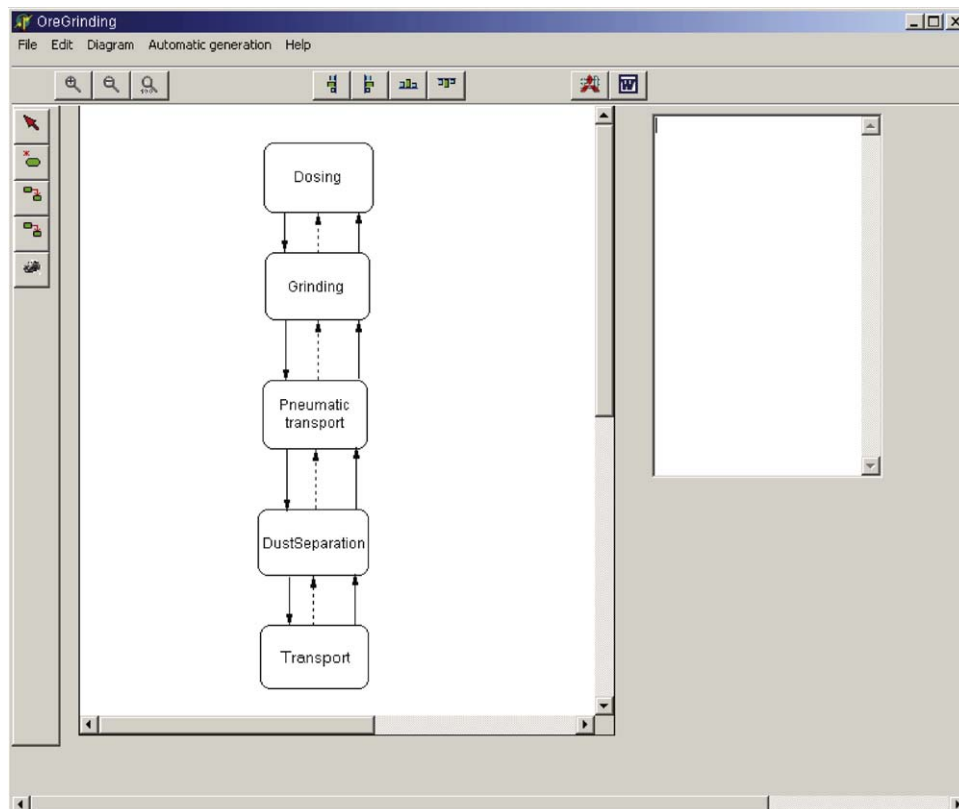 OreGrinding
File Edit Diagram Automatic generation Help
W
Dosing
Grinding
Pneumatic
transport
DustSeparation
Transport